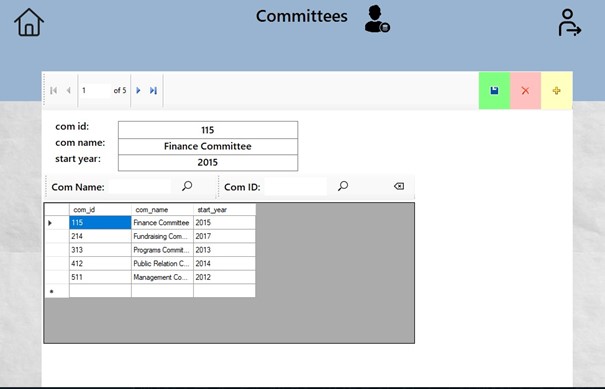 Committees
1 of 5
com id: 115
com name: Finance Committee
start year: 2015
Com Name: Com ID:
com_id com_name start_year
115 Finance Committee 2015
214 Fundraising Com... 2017
313 Programs Commit... 2013
412 Public Relation C... 2014
511 Management Co... 2012